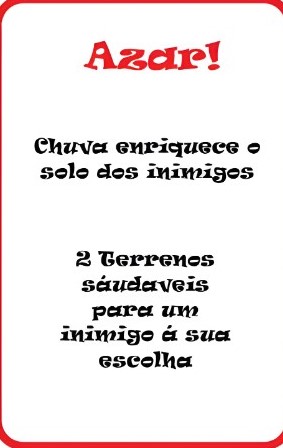 Azar!
Chuva enriquece o
solo dos inimigos
2 Terrenos
sáudaveis
para um
inimigo á sua
escolha